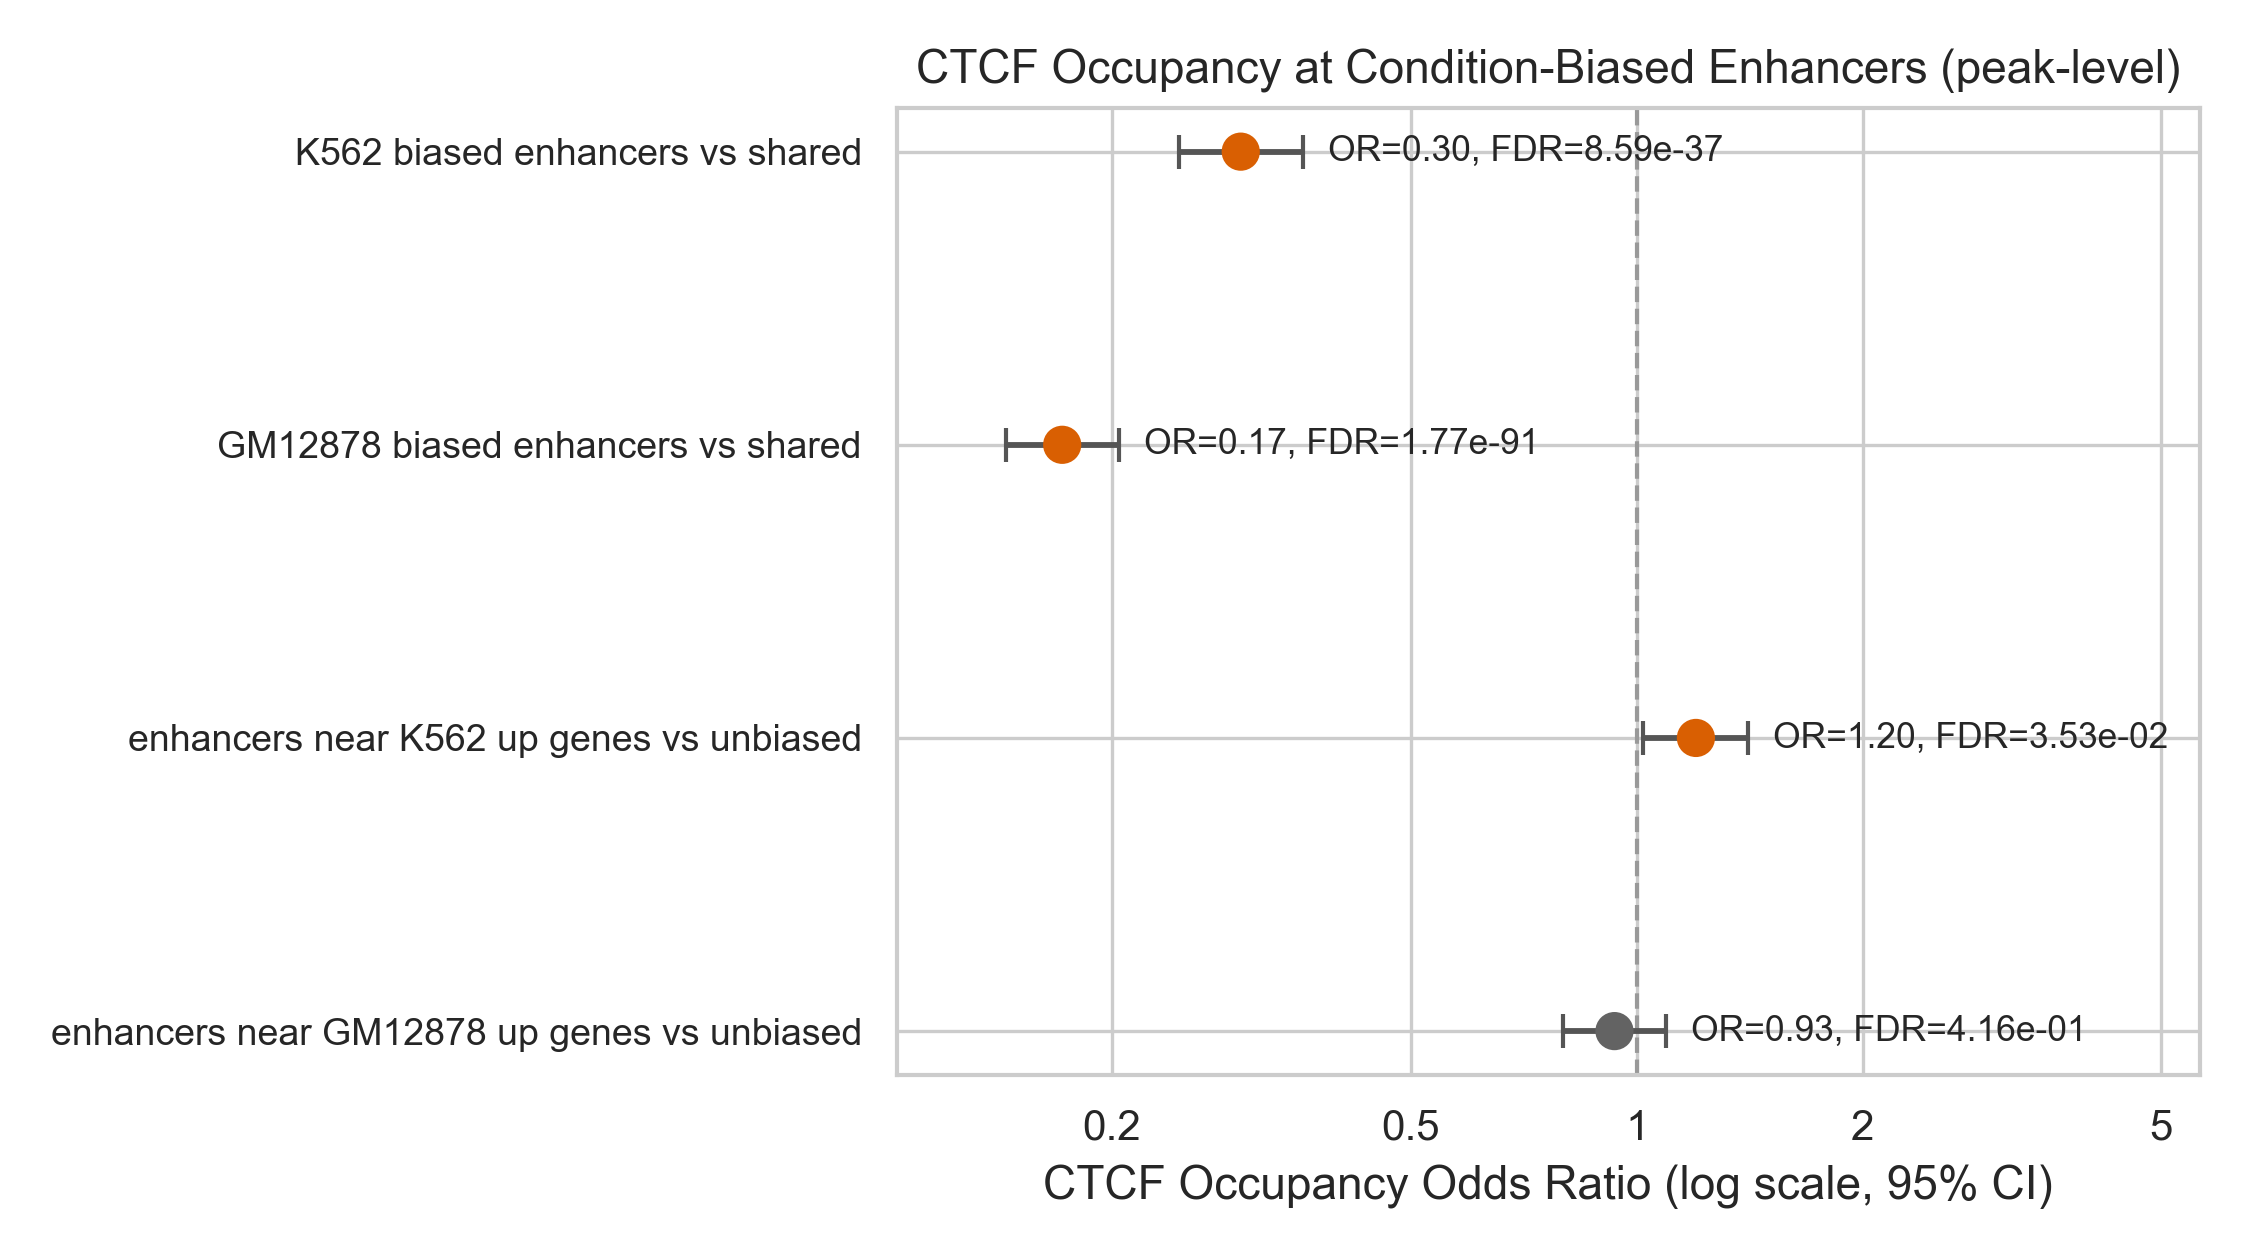 CTCF Occupancy at Condition-Biased Enhancers (peak-level)
K562 biased enhancers vs shared
OR=0.30, FDR=8.59e-37
GM12878 biased enhancers vs shared
OR=0.17, FDR=1.77e-91
enhancers near K562 up genes vs unbiased
OR=1.20, FDR=3.53e-02
enhancers near GM12878 up genes vs unbiased
OR=0.93, FDR=4.16e-01
0.2 0.5 1 2 5
CTCF Occupancy Odds Ratio (log scale, 95% CI)